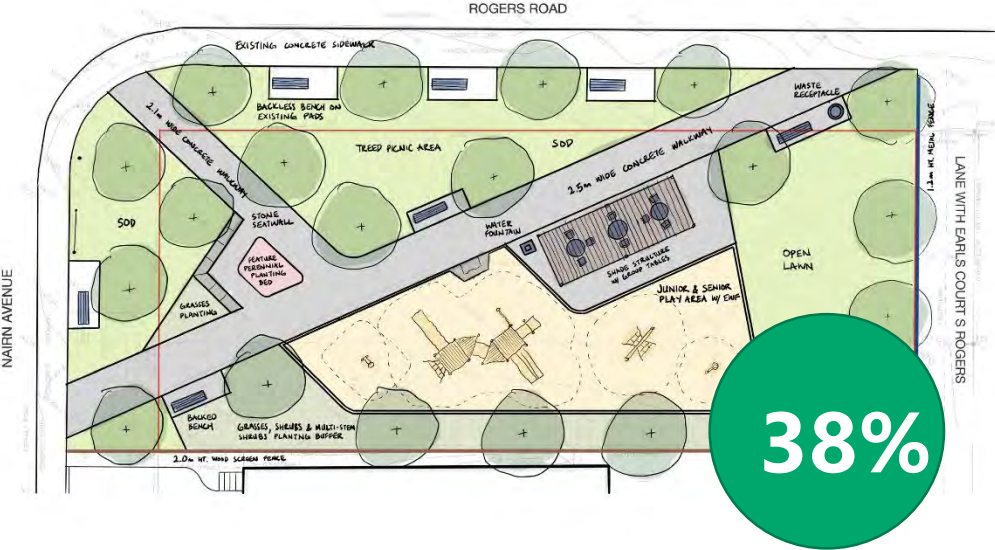 ROGERS ROAD
EXISTING CONCRETE SIDEWALK
BACKLESS BENCH ON
EXISTING PADS
WASTE
RECEPTACLE
2.1m WIDE CONCRETE WALKWAY
TREED PICNIC AREA
SOD
2.5m WIDE CONCRETE WALKWAY
1.2m HT. METAL FENCE
LANE WITH EARLS COURT S ROGERS
SOD
STONE
SEATWALL
WATER
FOUNTAIN
FEATURE
PERENNIAL
PLANTING
BED
SHADE STRUCTURE
W/ GROUP TABLES
OPEN
LAWN
NAIRN AVENUE
GRASSES
PLANTING
JUNIOR & SENIOR
PLAY AREA W/ EWF
BACKED
BENCH
GRASSES, SHRUBS & MULTI-STEM
SHRUBS PLANTING BUFFER
2.0m HT. WOOD SCREEN FENCE
38%